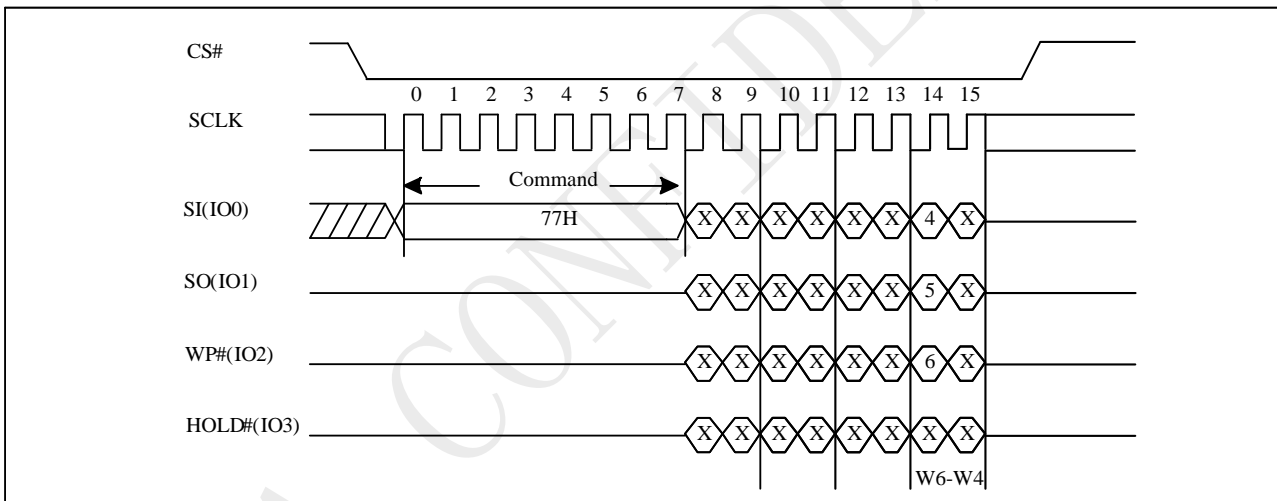 CS#
0 1 2 3 4 5 6 7 8 9 10 11 12 13 14 15
SCLK
Command
SI(IO0) 77H X X X X X X 4 X
SO(IO1) X X X X X X 5 X
WP#(IO2) X X X X X X 6 X
HOLD#(IO3) X X X X X X X X
W6-W4